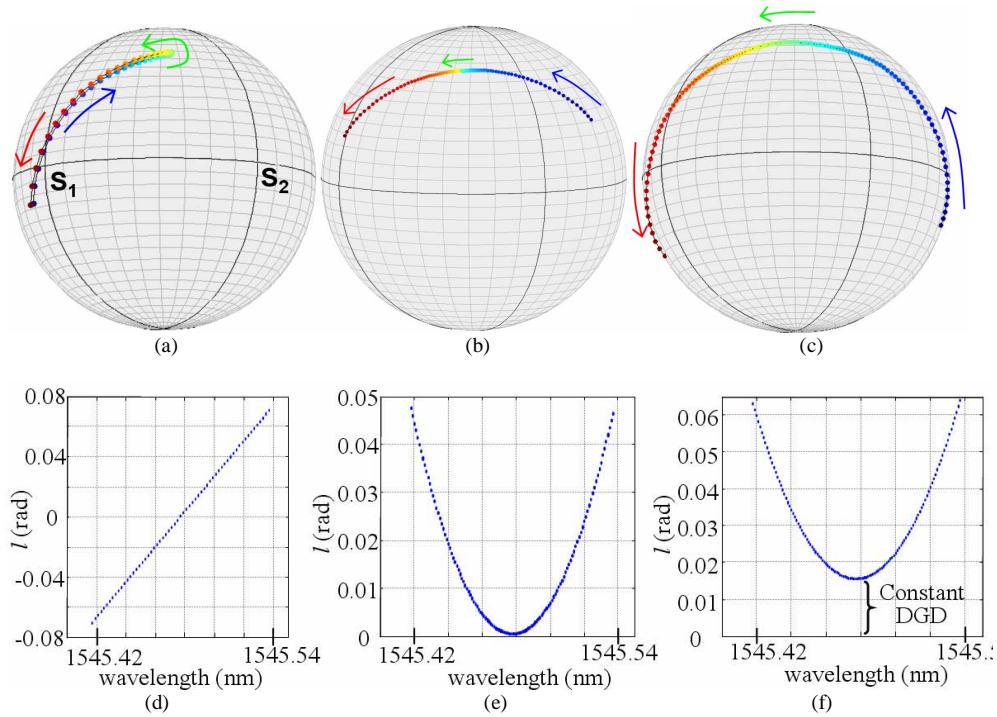 S1 S2
(a) (b) (c)
0.08
0.04
0
-0.04
-0.08
l (rad)
1545.42 1545.54
wavelength (nm)
(d)
0.05
0.04
0.03
0.02
0.01
0
l (rad)
1545.42 1545.54
wavelength (nm)
(e)
0.06
0.04
0.03
0.02
0.01
0
l (rad)
Constant
DGD
1545.42 1545.5
wavelength (nm)
(f)